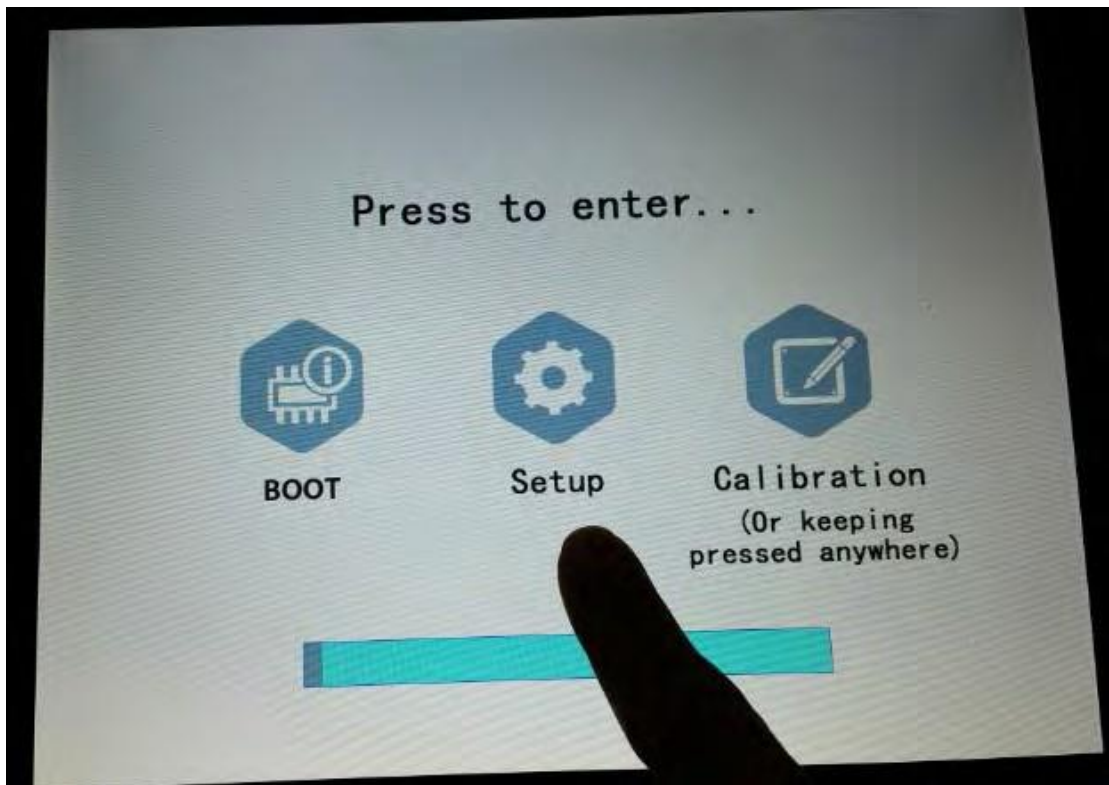 Press to enter...
BOOT
Setup
Calibration
(Or keeping
pressed anywhere)